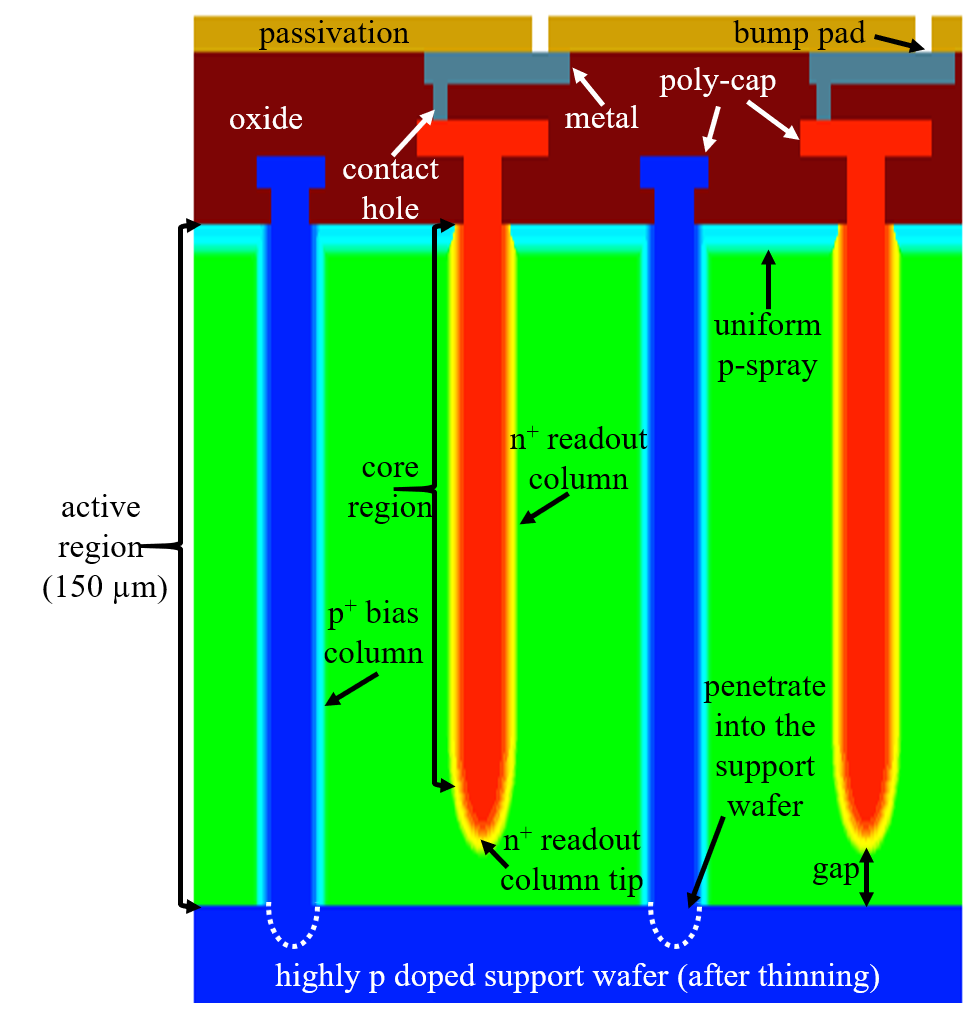 passivation
bump pad
poly-cap
oxide
metal
contact
hole
uniform
p-spray
n⁺ readout
column
core
region
active
region
(150 µm)
p⁺ bias
column
penetrate
into the
support
wafer
n⁺ readout
column tip
gap
highly p doped support wafer (after thinning)